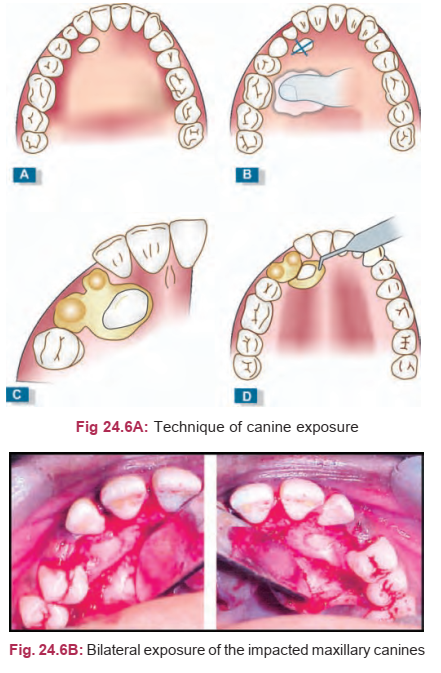 A
B
C
D
Fig 24.6A: Technique of canine exposure
Fig. 24.6B: Bilateral exposure of the impacted maxillary canines